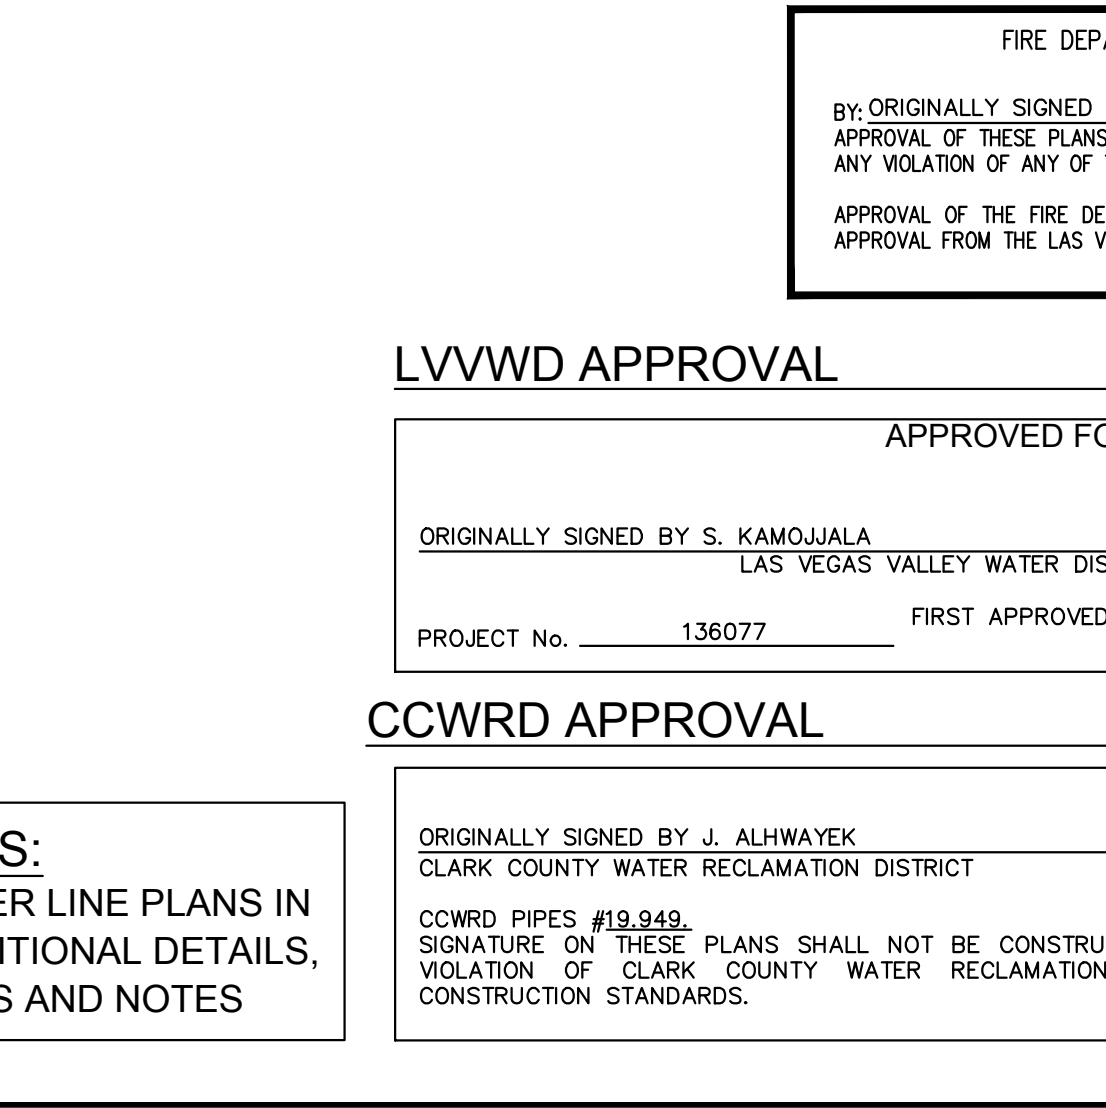 FIRE DEPA
BY: ORIGINALLY SIGNED
APPROVAL OF THESE PLANS
ANY VIOLATION OF ANY OF
APPROVAL OF THE FIRE DE
APPROVAL FROM THE LAS V
LVVWD APPROVAL
APPROVED FO
ORIGINALLY SIGNED BY S. KAMOJJALA
LAS VEGAS VALLEY WATER DIS
FIRST APPROVED
PROJECT No. 136077
CCWRD APPROVAL
ORIGINALLY SIGNED BY J. ALHWAYEK
CLARK COUNTY WATER RECLAMATION DISTRICT
CCWRD PIPES #19.949.
SIGNATURE ON THESE PLANS SHALL NOT BE CONSTRU
VIOLATION OF CLARK COUNTY WATER RECLAMATION
CONSTRUCTION STANDARDS.
S:
ER LINE PLANS IN
ITIONAL DETAILS,
S AND NOTES